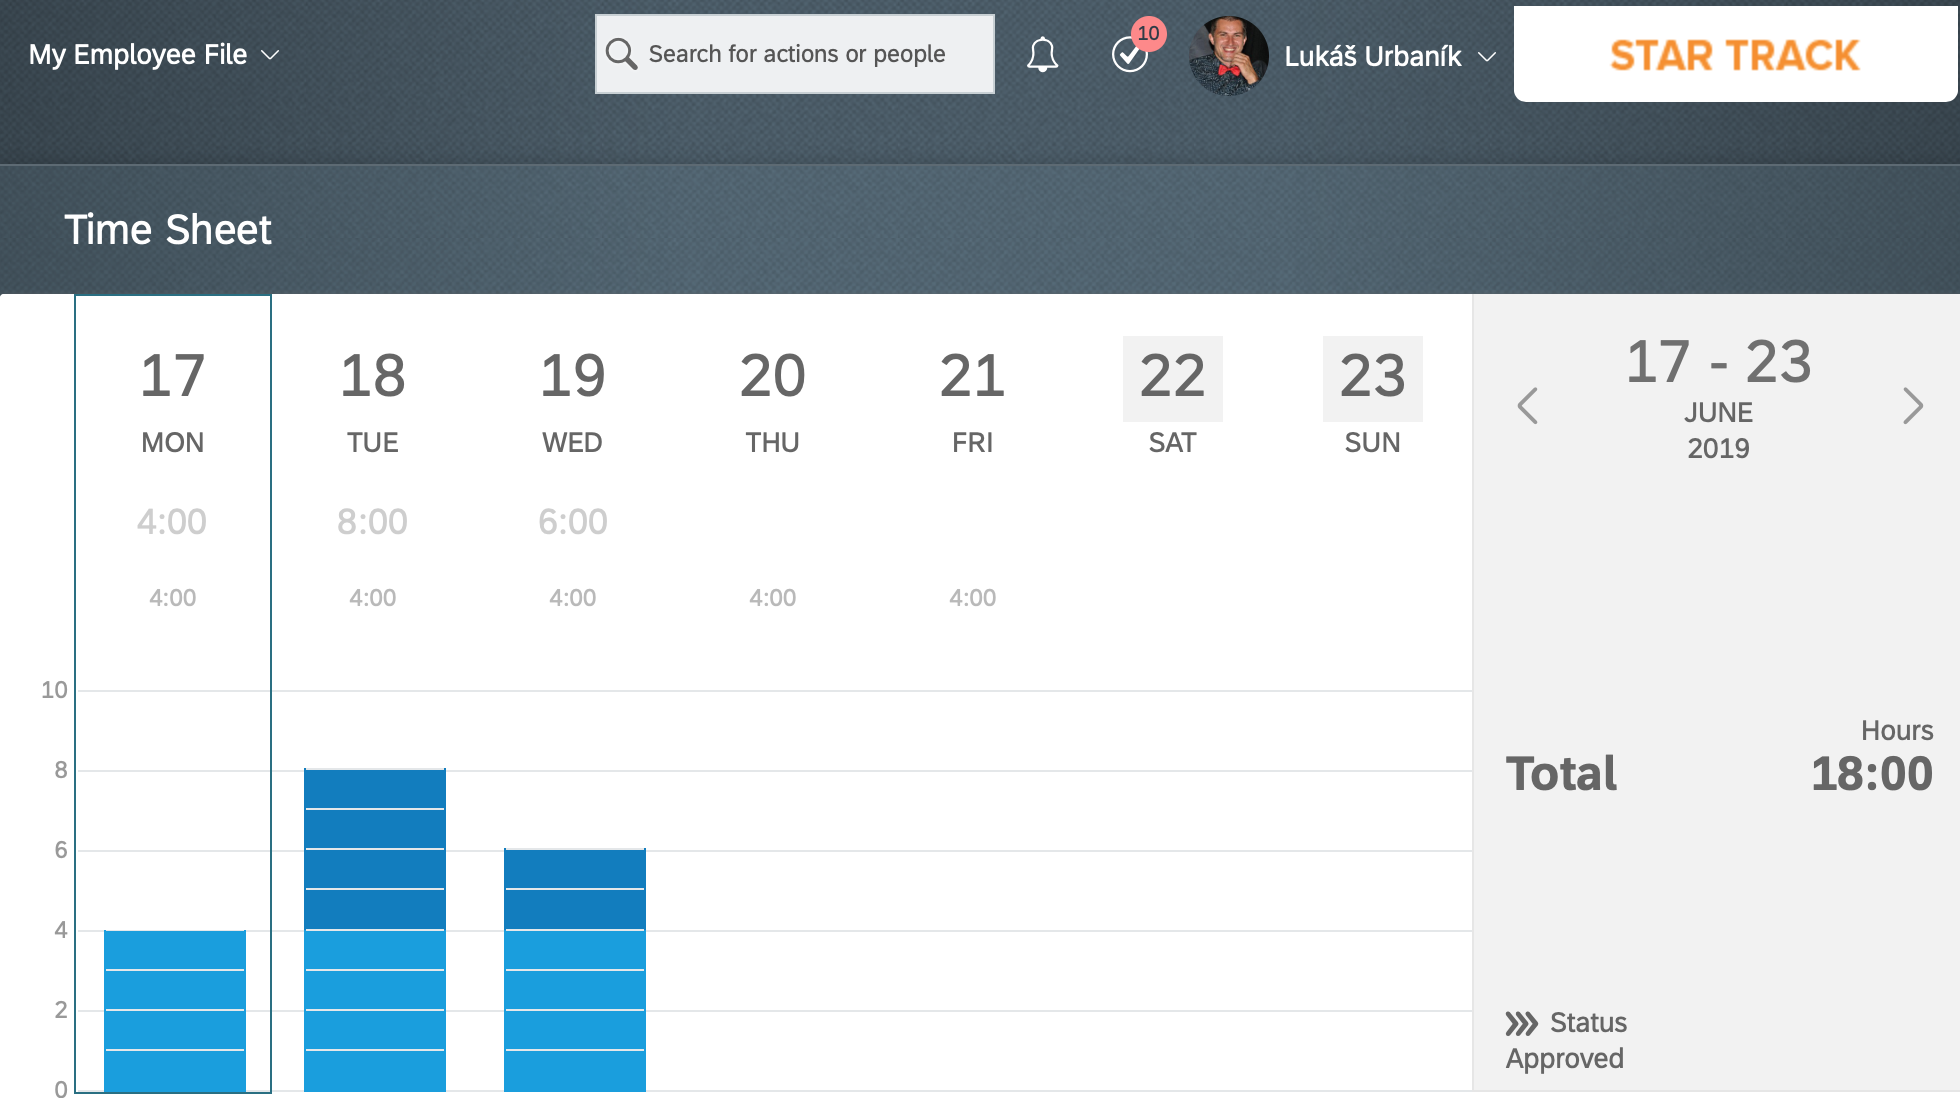 My Employee File
Search for actions or people
10
Lukáš Urbaník
STAR TRACK
Time Sheet
17 18 19 20 21 22 23
MON TUE WED THU FRI SAT SUN
4:00 8:00 6:00
4:00 4:00 4:00 4:00 4:00
10
8
6
4
2
0
17 - 23
JUNE
2019
Hours
Total 18:00
Status
Approved